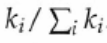 k_i / ∑_i k_i